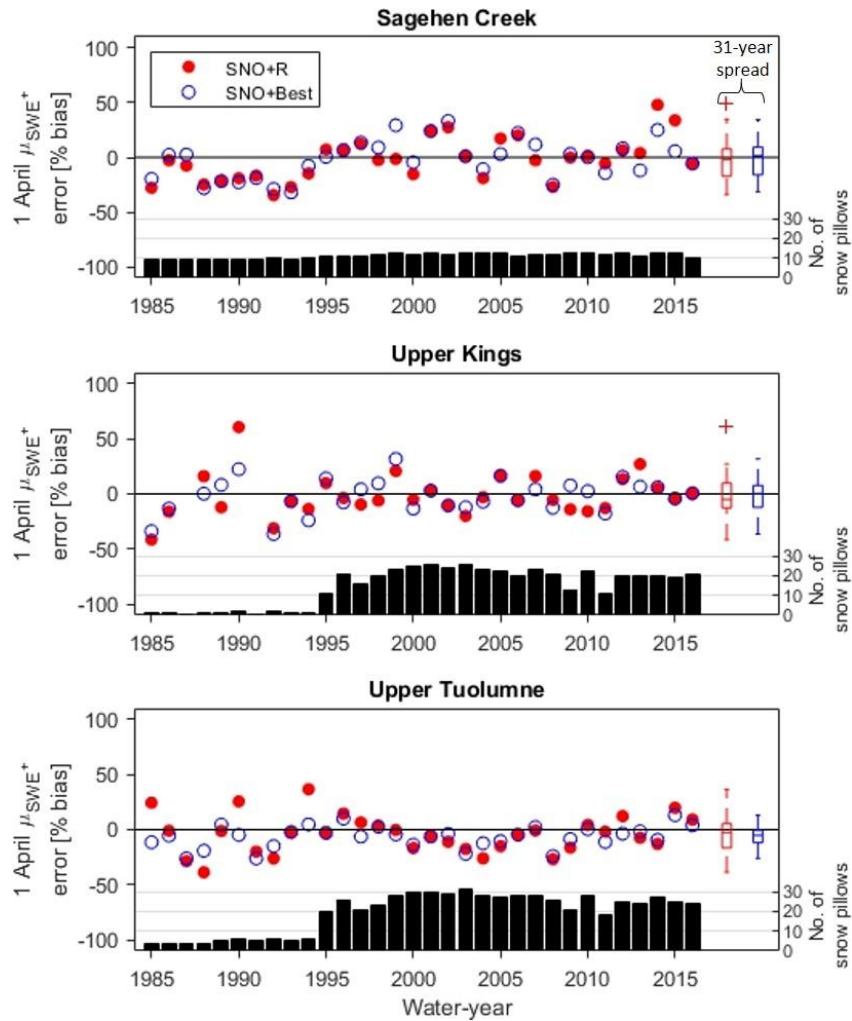 Sagehen Creek
1 April μSWE+
error [% bias]
100
50
0
-50
-100
SNO+R
SNO+Best
31-year
spread
30
20
10
0
No. of
snow pillows
1985 1990 1995 2000 2005 2010 2015
Upper Kings
1 April μSWE+
error [% bias]
100
50
0
-50
-100
30
20
10
0
No. of
snow pillows
1985 1990 1995 2000 2005 2010 2015
Upper Tuolumne
1 April μSWE+
error [% bias]
100
50
0
-50
-100
30
20
10
0
No. of
snow pillows
1985 1990 1995 2000 2005 2010 2015
Water-year